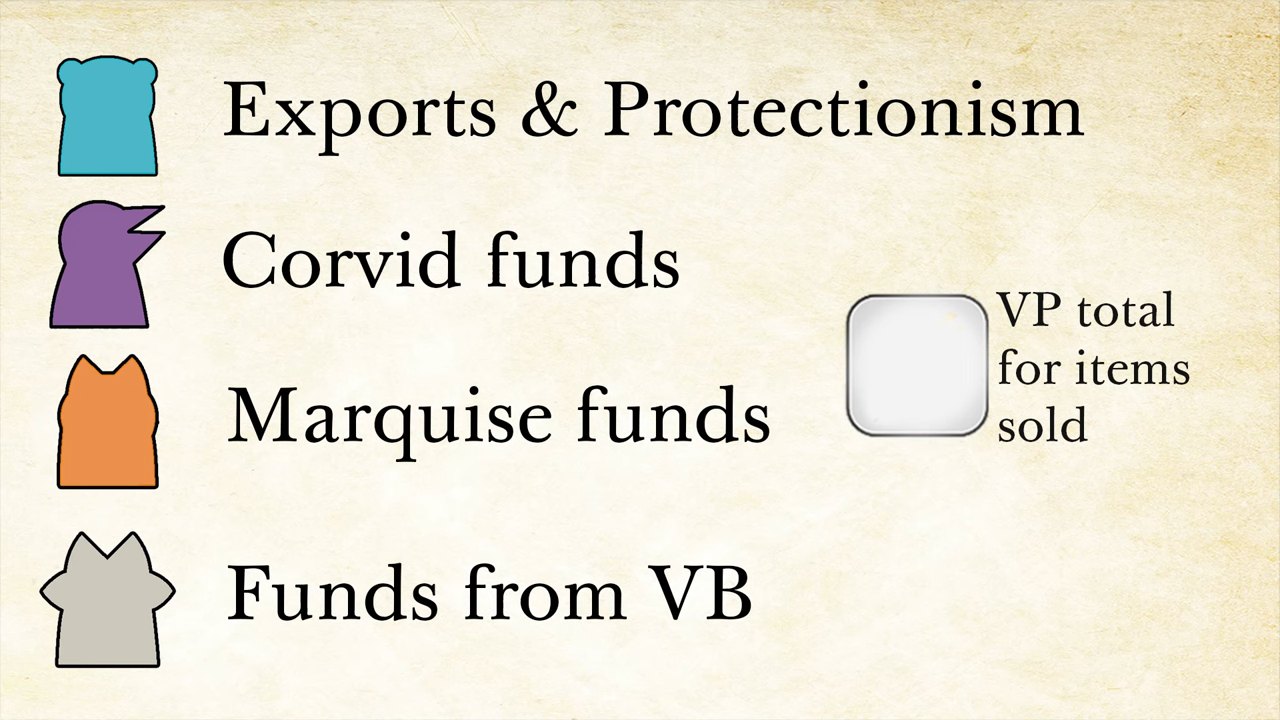 Exports & Protectionism
Corvid funds
Marquise funds
Funds from VB
VP total
for items
sold